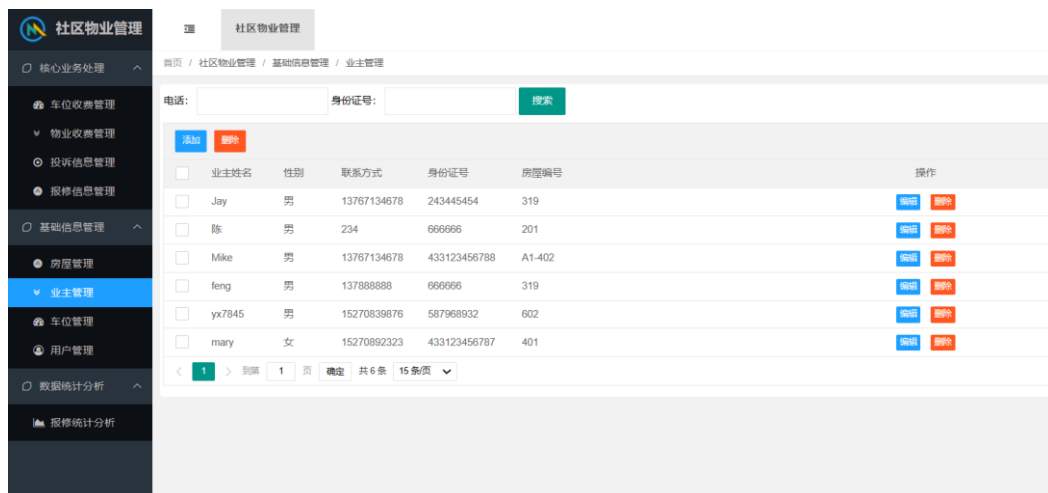 社区物业管理
社区物业管理
首页 / 社区物业管理 / 基础信息管理 / 业主管理
核心业务处理
车位收费管理
物业收费管理
投诉信息管理
报修信息管理
基础信息管理
房屋管理
业主管理
车位管理
用户管理
数据统计分析
报修统计分析
电话: 身份证号: 搜索
添加 删除
业主姓名 性别 联系方式 身份证号 房屋编号 操作
Jay 男 13767134678 243445454 319 编辑 删除
陈 男 234 666666 201 编辑 删除
Mike 男 13767134678 433123456788 A1-402 编辑 删除
feng 男 137888888 666666 319 编辑 删除
yx7845 男 15270839876 587968932 602 编辑 删除
mary 女 15270892323 433123456787 401 编辑 删除
1 到第 1 页 确定 共 6 条 15 条/页